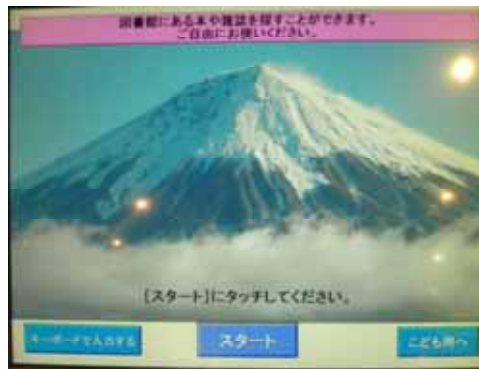 図書館にある本や雑誌を探すことができます。
ご自由にお使いください。
[スタート]にタッチしてください。
キーボードで入力する
スタート
こども用へ